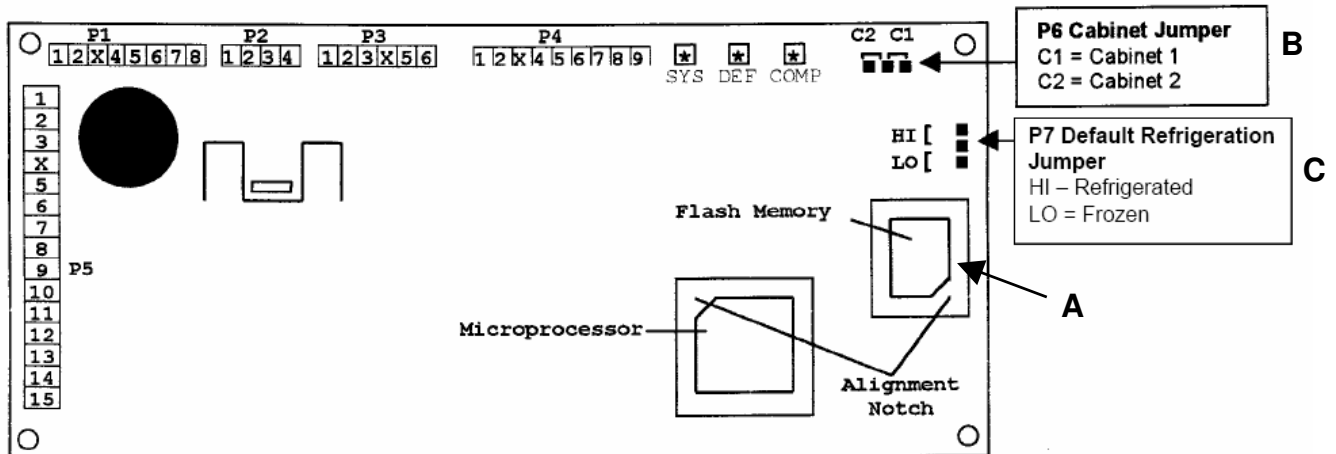 P1 P2 P3 P4 C2 C1
1 2 X 4 5 6 7 8 1 2 3 4 1 2 3 X 5 6 1 2 X 4 5 6 7 8 9 * * *
SYS DEF COMP
P6 Cabinet Jumper
C1 = Cabinet 1
C2 = Cabinet 2
B
HI [
LO [
P7 Default Refrigeration
Jumper
HI – Refrigerated
LO = Frozen
C
1
2
3
X
5
6
7
8
9 P5
10
11
12
13
14
15
Flash Memory
A
Microprocessor
Alignment
Notch